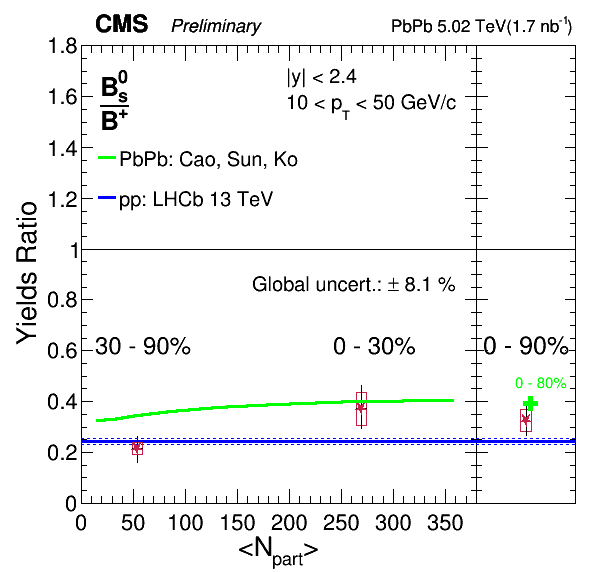 CMS Preliminary PbPb 5.02 TeV(1.7 nb⁻¹)
1.8
1.6
1.4
1.2
1
0.8
0.6
0.4
0.2
0
Yields Ratio
B⁰ₛ
B⁺
|y| < 2.4
10 < p_T < 50 GeV/c
PbPb: Cao, Sun, Ko
pp: LHCb 13 TeV
Global uncert.: ± 8.1 %
30 - 90% 0 - 30% 0 - 90%
0 - 80%
0 50 100 150 200 250 300 350
<N_part>